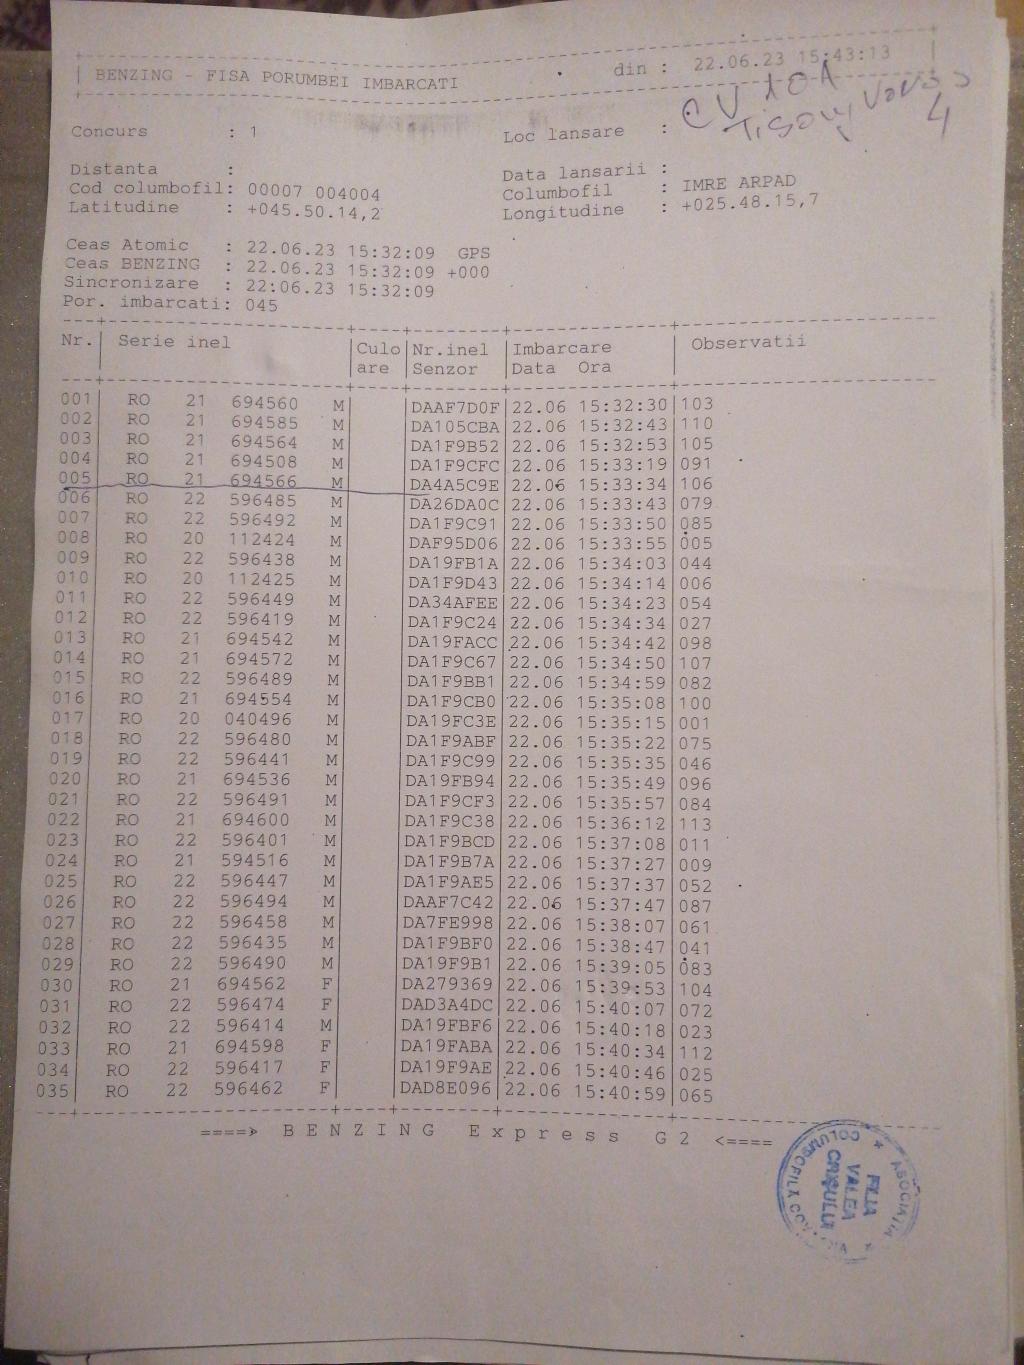 BENZING - FISA PORUMBEI IMBARCATI din : 22.06.23 15:43:13
Concurs : 1 Loc lansare :
4
Distanta : Data lansarii :
Cod columbofil: 00007 004004 Columbofil : IMRE ARPAD
Latitudine : +045.50.14,2 Longitudine : +025.48.15,7
Ceas Atomic : 22.06.23 15:32:09 GPS
Ceas BENZING : 22.06.23 15:32:09 +000
Sincronizare : 22:06.23 15:32:09
Por. imbarcati: 045
Nr. Serie inel Culo Nr.inel Imbarcare Observatii
are Senzor Data Ora
001 RO 21 694560 M DAAF7D0F 22.06 15:32:30 103
002 RO 21 694585 M DA105CBA 22.06 15:32:43 110
003 RO 21 694564 M DA1F9B52 22.06 15:32:53 105
004 RO 21 694508 M DA1F9CFC 22.06 15:33:19 091
005 RO 21 694566 M DA4A5C9E 22.06 15:33:34 106
006 RO 22 596485 M DA26DA0C 22.06 15:33:43 079
007 RO 22 596492 M DA1F9C91 22.06 15:33:50 085
008 RO 20 112424 M DAF95D06 22.06 15:33:55 005
009 RO 22 596438 M DA19FB1A 22.06 15:34:03 044
010 RO 20 112425 M DA1F9D43 22.06 15:34:14 006
011 RO 22 596449 M DA34AFEE 22.06 15:34:23 054
012 RO 22 596419 M DA1F9C24 22.06 15:34:34 027
013 RO 21 694542 M DA19FACC 22.06 15:34:42 098
014 RO 21 694572 M DA1F9C67 22.06 15:34:50 107
015 RO 22 596489 M DA1F9BB1 22.06 15:34:59 082
016 RO 21 694554 M DA1F9CB0 22.06 15:35:08 100
017 RO 20 040496 M DA19FC3E 22.06 15:35:15 001
018 RO 22 596480 M DA1F9ABF 22.06 15:35:22 075
019 RO 22 596441 M DA1F9C99 22.06 15:35:35 046
020 RO 21 694536 M DA19FB94 22.06 15:35:49 096
021 RO 22 596491 M DA1F9CF3 22.06 15:35:57 084
022 RO 21 694600 M DA1F9C38 22.06 15:36:12 113
023 RO 22 596401 M DA1F9BCD 22.06 15:37:08 011
024 RO 21 594516 M DA1F9B7A 22.06 15:37:27 009
025 RO 22 596447 M DA1F9AE5 22.06 15:37:37 052
026 RO 22 596494 M DAAF7C42 22.06 15:37:47 087
027 RO 22 596458 M DA7FE998 22.06 15:38:07 061
028 RO 22 596435 M DA1F9BF0 22.06 15:38:47 041
029 RO 22 596490 M DA19F9B1 22.06 15:39:05 083
030 RO 21 694562 F DA279369 22.06 15:39:53 104
031 RO 22 596474 F DAD3A4DC 22.06 15:40:07 072
032 RO 22 596414 M DA19FBF6 22.06 15:40:18 023
033 RO 21 694598 F DA19FABA 22.06 15:40:34 112
034 RO 22 596417 F DA19F9AE 22.06 15:40:46 025
035 RO 22 596462 F DAD8E096 22.06 15:40:59 065
====> BENZING Express G2 <====
ASOCIATIA
FILIA
VALEA
CRISULUI